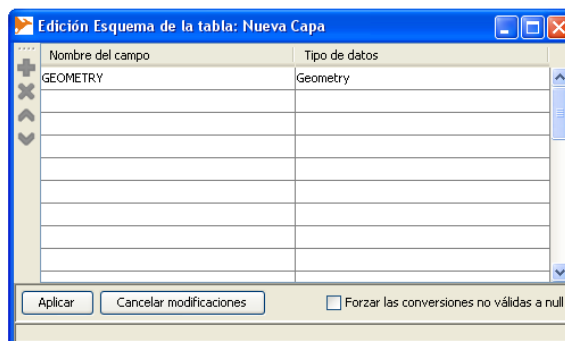 Edición Esquema de la tabla: Nueva Capa
Nombre del campo Tipo de datos
GEOMETRY Geometry
Aplicar Cancelar modificaciones Forzar las conversiones no válidas a null